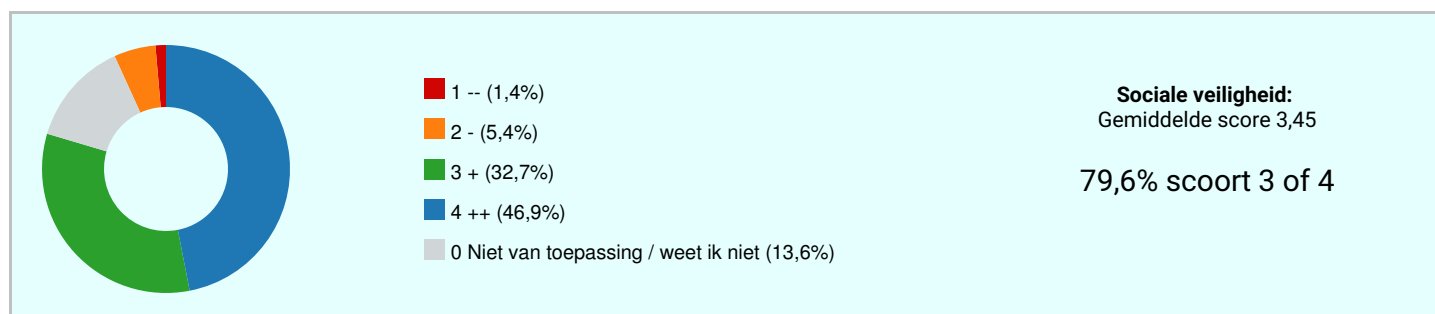 1 -- (1,4%)
2 - (5,4%)
3 + (32,7%)
4 ++ (46,9%)
0 Niet van toepassing / weet ik niet (13,6%)
Sociale veiligheid:
Gemiddelde score 3,45
79,6% scoort 3 of 4